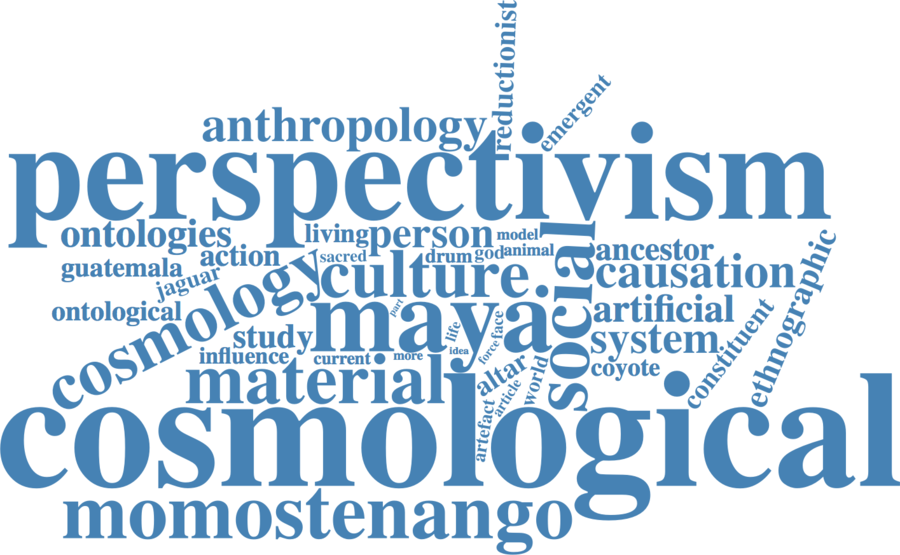 reductionist
emergent
anthropology
perspectivism
ontologies
living
person
model
social
ancestor
ethnographic
guatemala
action
sacred
drum
god
animal
jaguar
culture
causation
cosmology
ontological
maya
part
artificial
study
life
face
force
system
constituent
influence
current
more
idea
coyote
material
altar
world
article
artefact
cosmological
momostenango